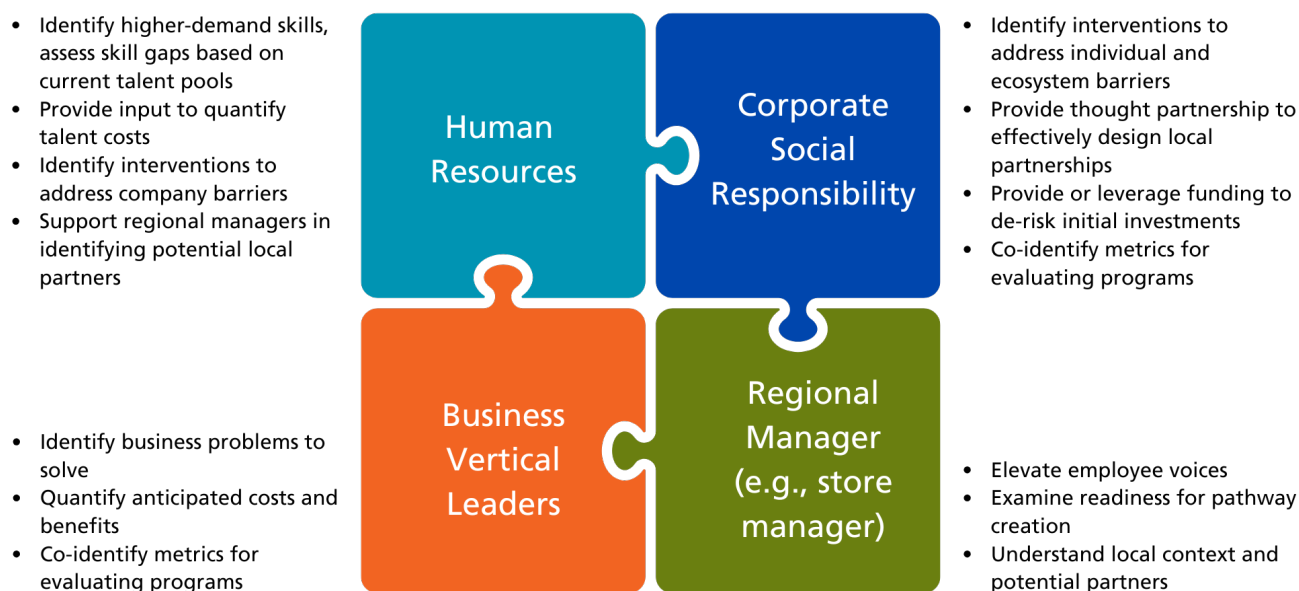 • Identify higher-demand skills,
assess skill gaps based on
current talent pools
• Provide input to quantify
talent costs
• Identify interventions to
address company barriers
• Support regional managers in
identifying potential local
partners
Human
Resources
Corporate
Social
Responsibility
• Identify interventions to
address individual and
ecosystem barriers
• Provide thought partnership to
effectively design local
partnerships
• Provide or leverage funding to
de-risk initial investments
• Co-identify metrics for
evaluating programs
• Identify business problems to
solve
• Quantify anticipated costs and
benefits
• Co-identify metrics for
evaluating programs
Business
Vertical
Leaders
Regional
Manager
(e.g., store
manager)
• Elevate employee voices
• Examine readiness for pathway
creation
• Understand local context and
potential partners